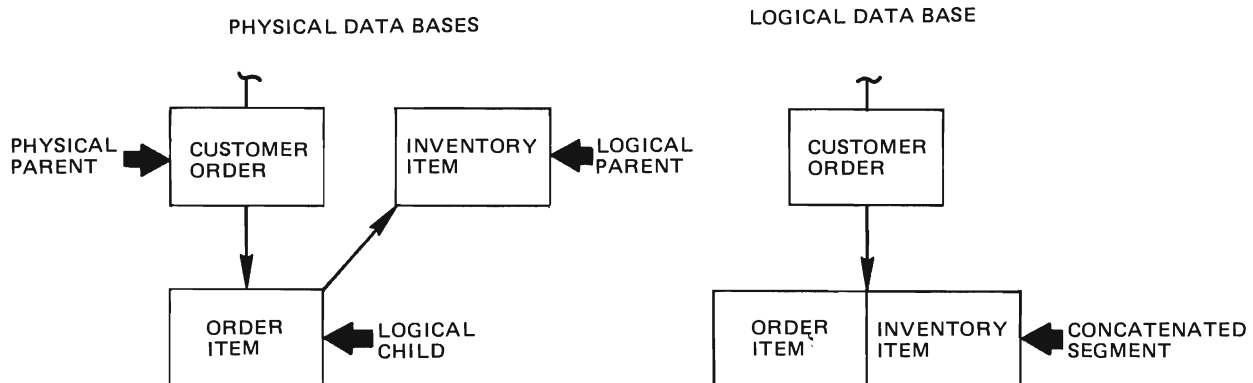 PHYSICAL DATA BASES
PHYSICAL
PARENT
CUSTOMER
ORDER
INVENTORY
ITEM
LOGICAL
PARENT
ORDER
ITEM
LOGICAL
CHILD
LOGICAL DATA BASE
CUSTOMER
ORDER
ORDER
ITEM
INVENTORY
ITEM
CONCATENATED
SEGMENT